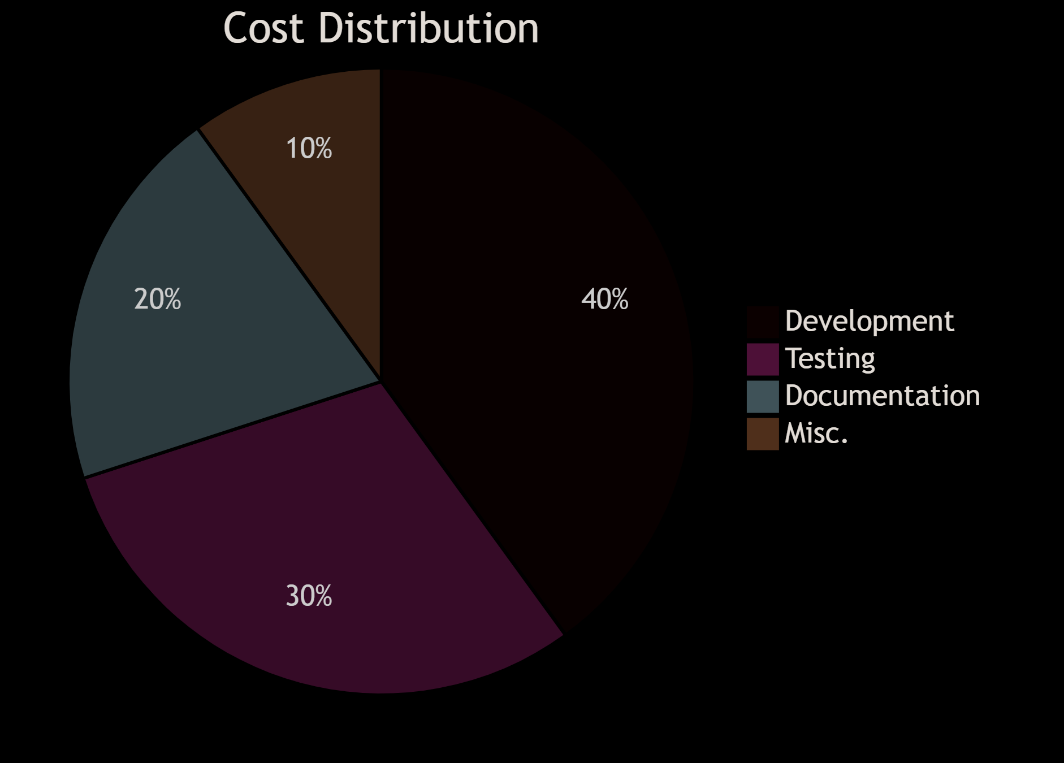 Cost Distribution
10%
20%
40%
30%
Development
Testing
Documentation
Misc.